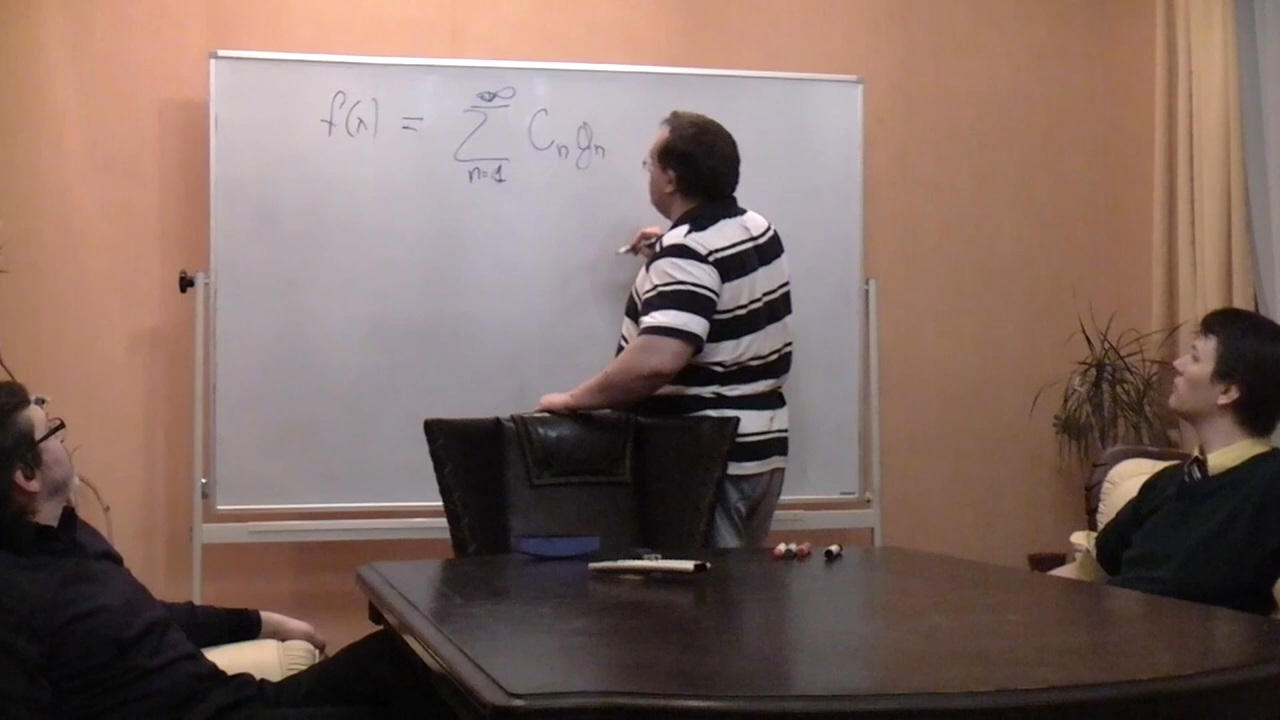 f(x) = ∑_{n=1}^{∞} C_n g_n